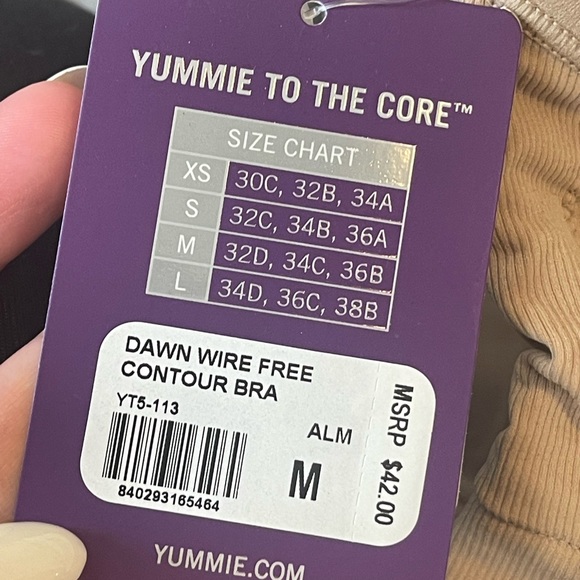 YUMMIE TO THE CORE™
SIZE CHART
XS 30C, 32B, 34A
S 32C, 34B, 36A
M 32D, 34C, 36B
L 34D, 36C, 38B
DAWN WIRE FREE
CONTOUR BRA
YT5-113
ALM
M
840293165464
MSRP $42.00
YUMMIE.COM